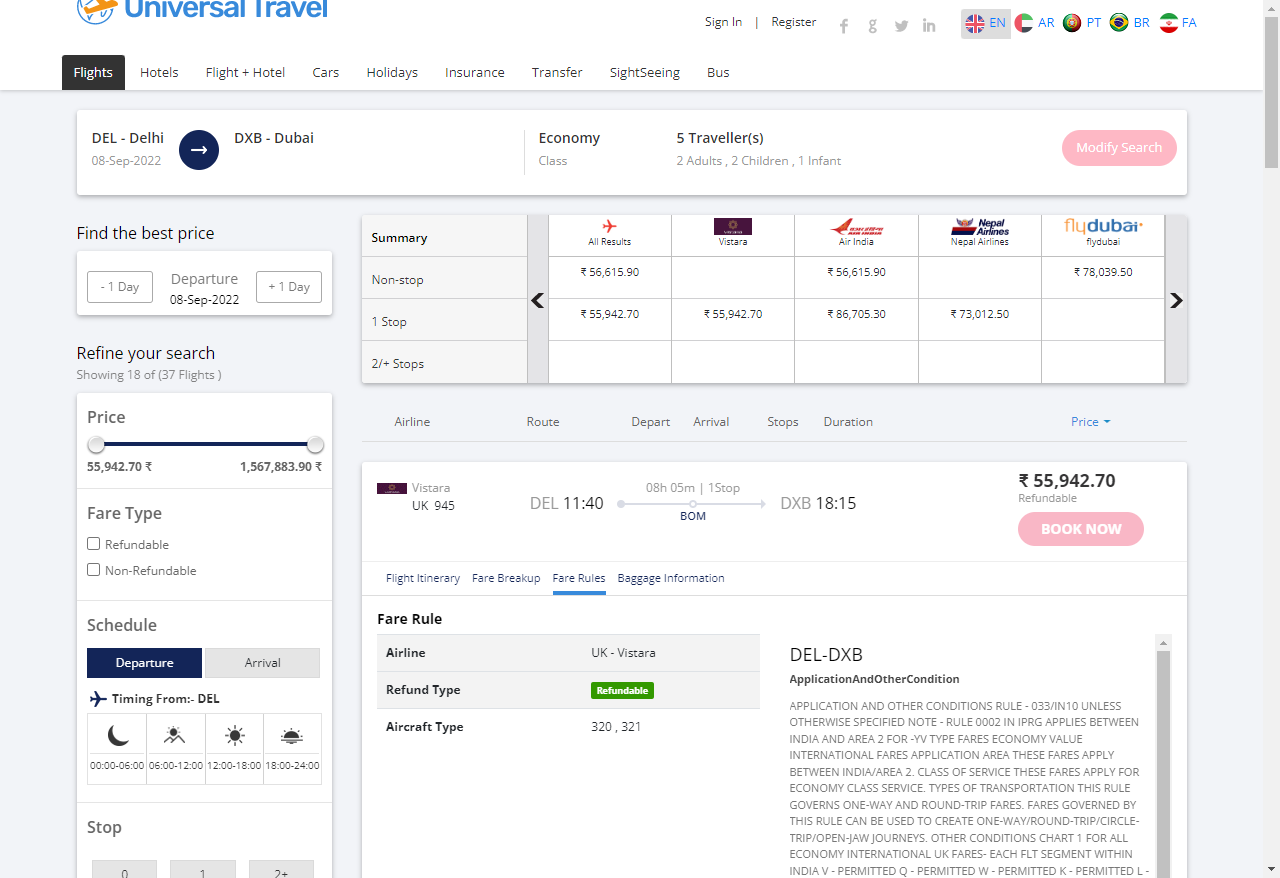 Universal Travel
Sign In | Register
EN AR PT BR FA
Flights Hotels Flight + Hotel Cars Holidays Insurance Transfer SightSeeing Bus
DEL - Delhi
08-Sep-2022
DXB - Dubai
Economy
Class
5 Traveller(s)
2 Adults , 2 Children , 1 Infant
Modify Search
Find the best price
- 1 Day
Departure
08-Sep-2022
+ 1 Day
Refine your search
Showing 18 of (37 Flights )
Price
55,942.70 ₹ 1,567,883.90 ₹
Fare Type
Refundable
Non-Refundable
Schedule
Departure Arrival
Timing From:- DEL
00:00-06:00 06:00-12:00 12:00-18:00 18:00-24:00
Stop
0 1 2+
Summary All Results Vistara Air India Nepal Airlines flydubai
Nepal Airlines
flydubai
Non-stop ₹ 56,615.90 ₹ 56,615.90 ₹ 78,039.50
1 Stop ₹ 55,942.70 ₹ 55,942.70 ₹ 86,705.30 ₹ 73,012.50
2/+ Stops
Airline Route Depart Arrival Stops Duration Price
Vistara
UK 945
DEL 11:40
08h 05m | 1Stop
BOM
DXB 18:15
₹ 55,942.70
Refundable
BOOK NOW
Flight Itinerary Fare Breakup Fare Rules Baggage Information
Fare Rule
Airline UK - Vistara
Refund Type Refundable
Aircraft Type 320 , 321
DEL-DXB
ApplicationAndOtherCondition
APPLICATION AND OTHER CONDITIONS RULE - 033/IN10 UNLESS
OTHERWISE SPECIFIED NOTE - RULE 0002 IN IPRG APPLIES BETWEEN
INDIA AND AREA 2 FOR -YV TYPE FARES ECONOMY VALUE
INTERNATIONAL FARES APPLICATION AREA THESE FARES APPLY
BETWEEN INDIA/AREA 2. CLASS OF SERVICE THESE FARES APPLY FOR
ECONOMY CLASS SERVICE. TYPES OF TRANSPORTATION THIS RULE
GOVERNS ONE-WAY AND ROUND-TRIP FARES. FARES GOVERNED BY
THIS RULE CAN BE USED TO CREATE ONE-WAY/ROUND-TRIP/CIRCLE-
TRIP/OPEN-JAW JOURNEYS. OTHER CONDITIONS CHART 1 FOR ALL
ECONOMY INTERNATIONAL UK FARES- EACH FLT SEGMENT WITHIN
INDIA V - PERMITTED Q - PERMITTED W - PERMITTED K - PERMITTED L -